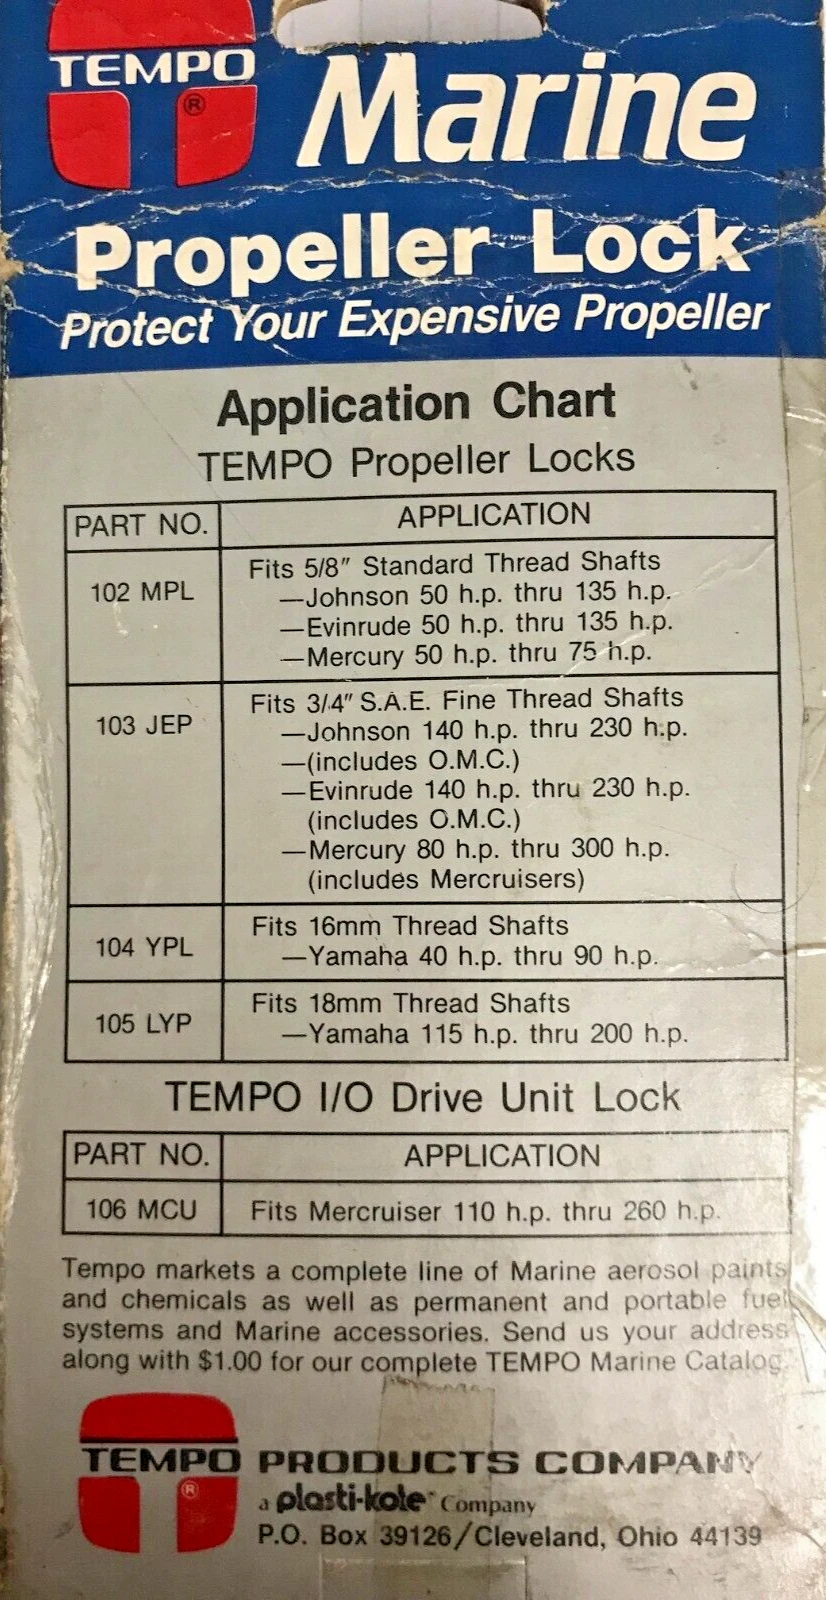 TEMPO
®
Marine
Propeller Lock
Protect Your Expensive Propeller
Application Chart
TEMPO Propeller Locks
PART NO. APPLICATION
102 MPL Fits 5/8″ Standard Thread Shafts
—Johnson 50 h.p. thru 135 h.p.
—Evinrude 50 h.p. thru 135 h.p.
—Mercury 50 h.p. thru 75 h.p.
103 JEP Fits 3/4″ S.A.E. Fine Thread Shafts
—Johnson 140 h.p. thru 230 h.p.
—(includes O.M.C.)
—Evinrude 140 h.p. thru 230 h.p.
(includes O.M.C.)
—Mercury 80 h.p. thru 300 h.p.
(includes Mercruisers)
104 YPL Fits 16mm Thread Shafts
—Yamaha 40 h.p. thru 90 h.p.
105 LYP Fits 18mm Thread Shafts
—Yamaha 115 h.p. thru 200 h.p.
TEMPO I/O Drive Unit Lock
PART NO. APPLICATION
106 MCU Fits Mercruiser 110 h.p. thru 260 h.p.
Tempo markets a complete line of Marine aerosol paints
and chemicals as well as permanent and portable fuel
systems and Marine accessories. Send us your address
along with $1.00 for our complete TEMPO Marine Catalog.
TEMPO PRODUCTS COMPANY
®
a plasti-kote Company
P.O. Box 39126/Cleveland, Ohio 44139